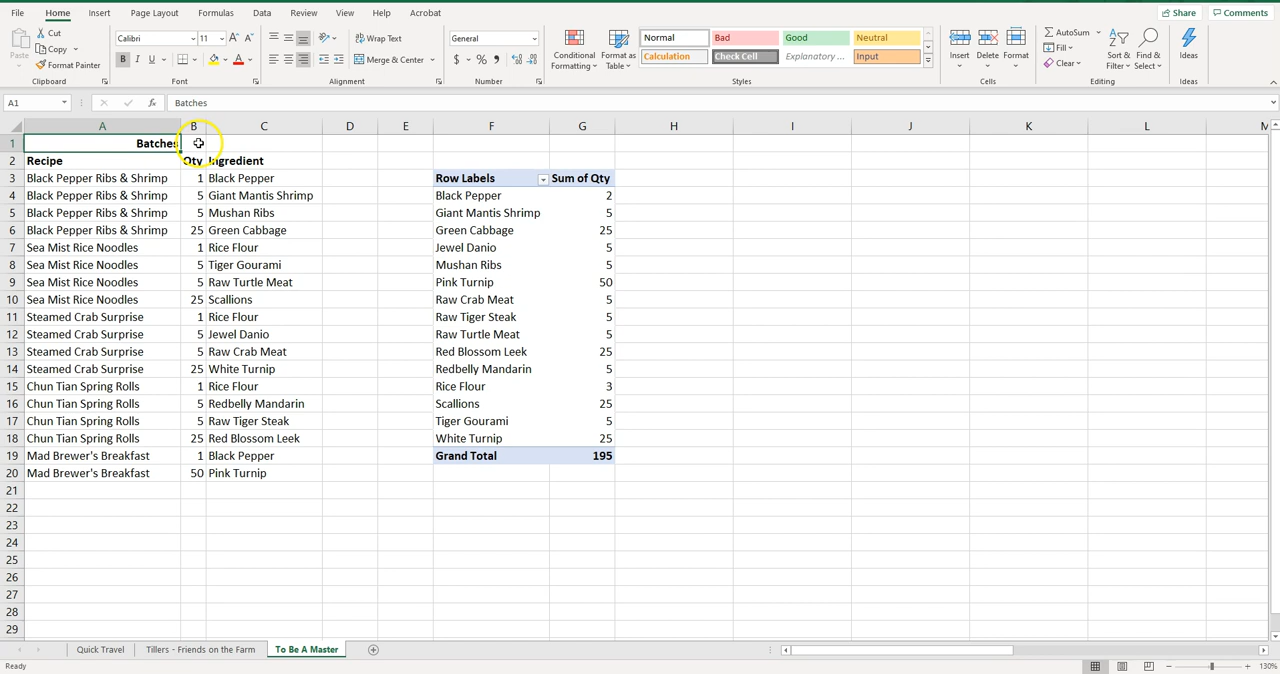 File Home Insert Page Layout Formulas Data Review View Help Acrobat Share Comments
Paste Cut Copy Format Painter
Calibri 11 A A B I U A
Wrap Text Merge & Center
General $ % ,
Conditional Formatting Format as Table
Normal Bad Good Neutral
Calculation Check Cell Explanatory ... Input
Insert Delete Format
AutoSum Fill Clear Sort & Filter Find & Select Ideas
Clipboard Font Alignment Number Styles Cells Editing Ideas
A1 fx Batches
A B C D E F G H I J K L M
1 Batches
2 Recipe Qty Ingredient
3 Black Pepper Ribs & Shrimp 1 Black Pepper Row Labels Sum of Qty
4 Black Pepper Ribs & Shrimp 5 Giant Mantis Shrimp Black Pepper 2
5 Black Pepper Ribs & Shrimp 5 Mushan Ribs Giant Mantis Shrimp 5
6 Black Pepper Ribs & Shrimp 25 Green Cabbage Green Cabbage 25
7 Sea Mist Rice Noodles 1 Rice Flour Jewel Danio 5
8 Sea Mist Rice Noodles 5 Tiger Gourami Mushan Ribs 5
9 Sea Mist Rice Noodles 5 Raw Turtle Meat Pink Turnip 50
10 Sea Mist Rice Noodles 25 Scallions Raw Crab Meat 5
11 Steamed Crab Surprise 1 Rice Flour Raw Tiger Steak 5
12 Steamed Crab Surprise 5 Jewel Danio Raw Turtle Meat 5
13 Steamed Crab Surprise 5 Raw Crab Meat Red Blossom Leek 25
14 Steamed Crab Surprise 25 White Turnip Redbelly Mandarin 5
15 Chun Tian Spring Rolls 1 Rice Flour Rice Flour 3
16 Chun Tian Spring Rolls 5 Redbelly Mandarin Scallions 25
17 Chun Tian Spring Rolls 5 Raw Tiger Steak Tiger Gourami 5
18 Chun Tian Spring Rolls 25 Red Blossom Leek White Turnip 25
19 Mad Brewer's Breakfast 1 Black Pepper Grand Total 195
20 Mad Brewer's Breakfast 50 Pink Turnip
21
22
23
24
25
26
27
28
29
Quick Travel Tillers - Friends on the Farm To Be A Master
Ready 130%